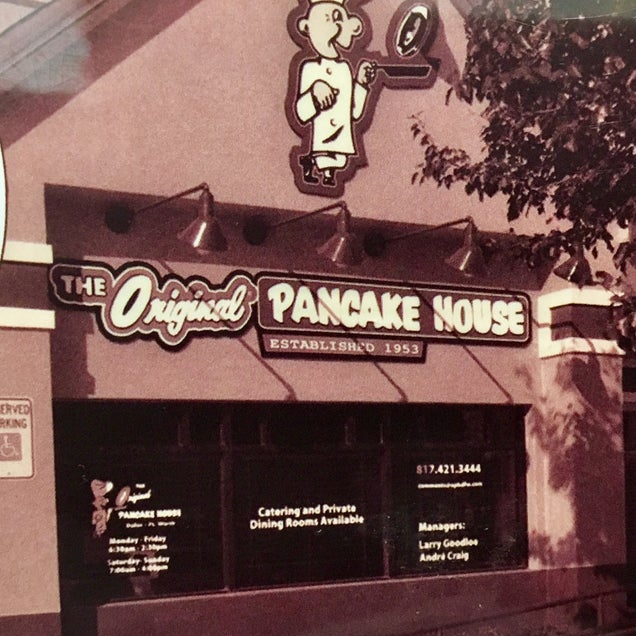 THE Original PANCAKE HOUSE
ESTABLISHED 1953
RESERVED
PARKING
THE
Original
PANCAKE HOUSE
Dallas - Ft. Worth
Monday - Friday
6:30am - 2:30pm
Saturday - Sunday
7:00am - 4:00pm
Catering and Private
Dining Rooms Available
817.421.3444
Managers:
Larry Goodloe
André Craig